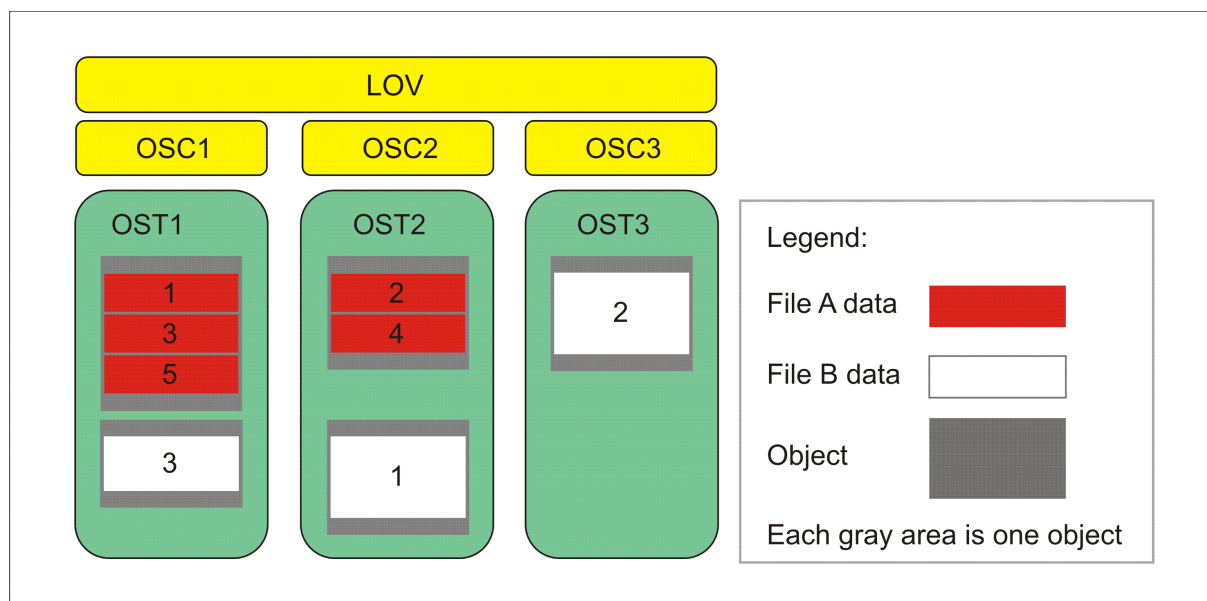 LOV
OSC1
OSC2
OSC3
OST1
1
3
5
3
OST2
2
4
1
OST3
2
Legend:
File A data
File B data
Object
Each gray area is one object